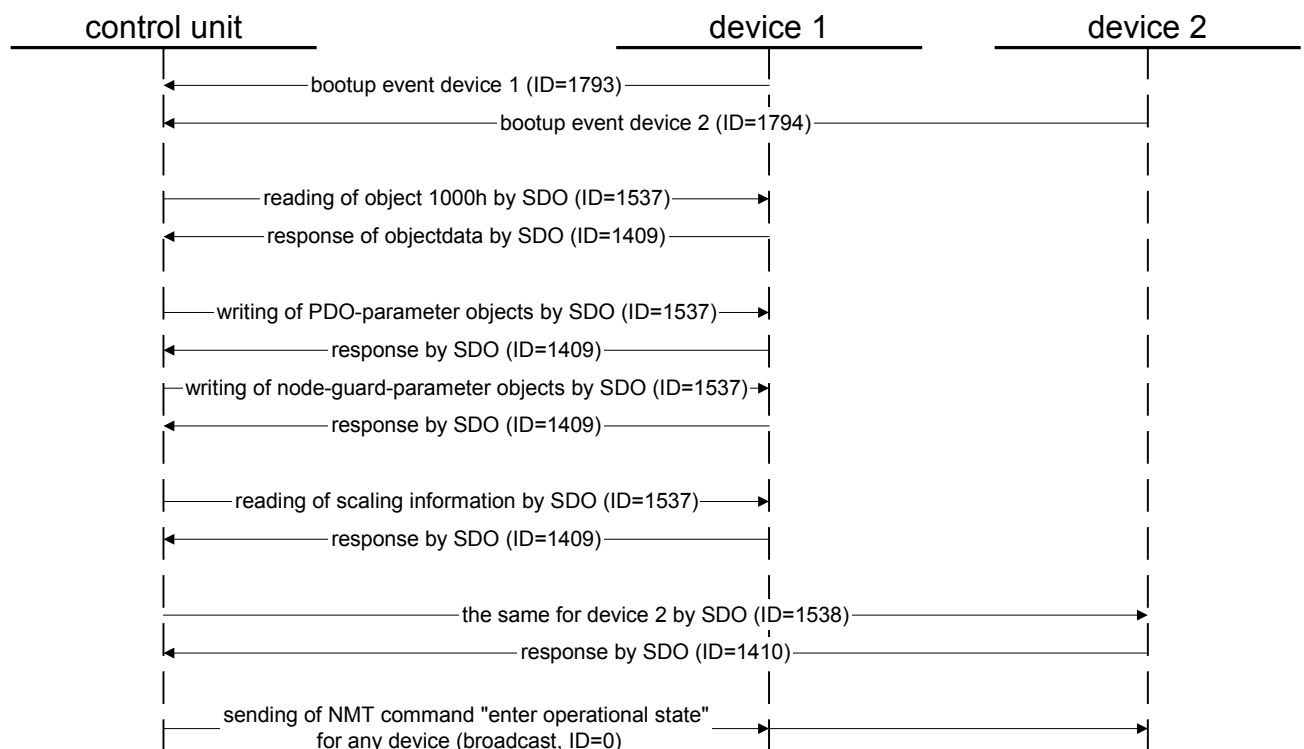 control unit
device 1
device 2
bootup event device 1 (ID=1793)
bootup event device 2 (ID=1794)
reading of object 1000h by SDO (ID=1537)
response of objectdata by SDO (ID=1409)
writing of PDO-parameter objects by SDO (ID=1537)
response by SDO (ID=1409)
writing of node-guard-parameter objects by SDO (ID=1537)
response by SDO (ID=1409)
reading of scaling information by SDO (ID=1537)
response by SDO (ID=1409)
the same for device 2 by SDO (ID=1538)
response by SDO (ID=1410)
sending of NMT command "enter operational state"
for any device (broadcast, ID=0)